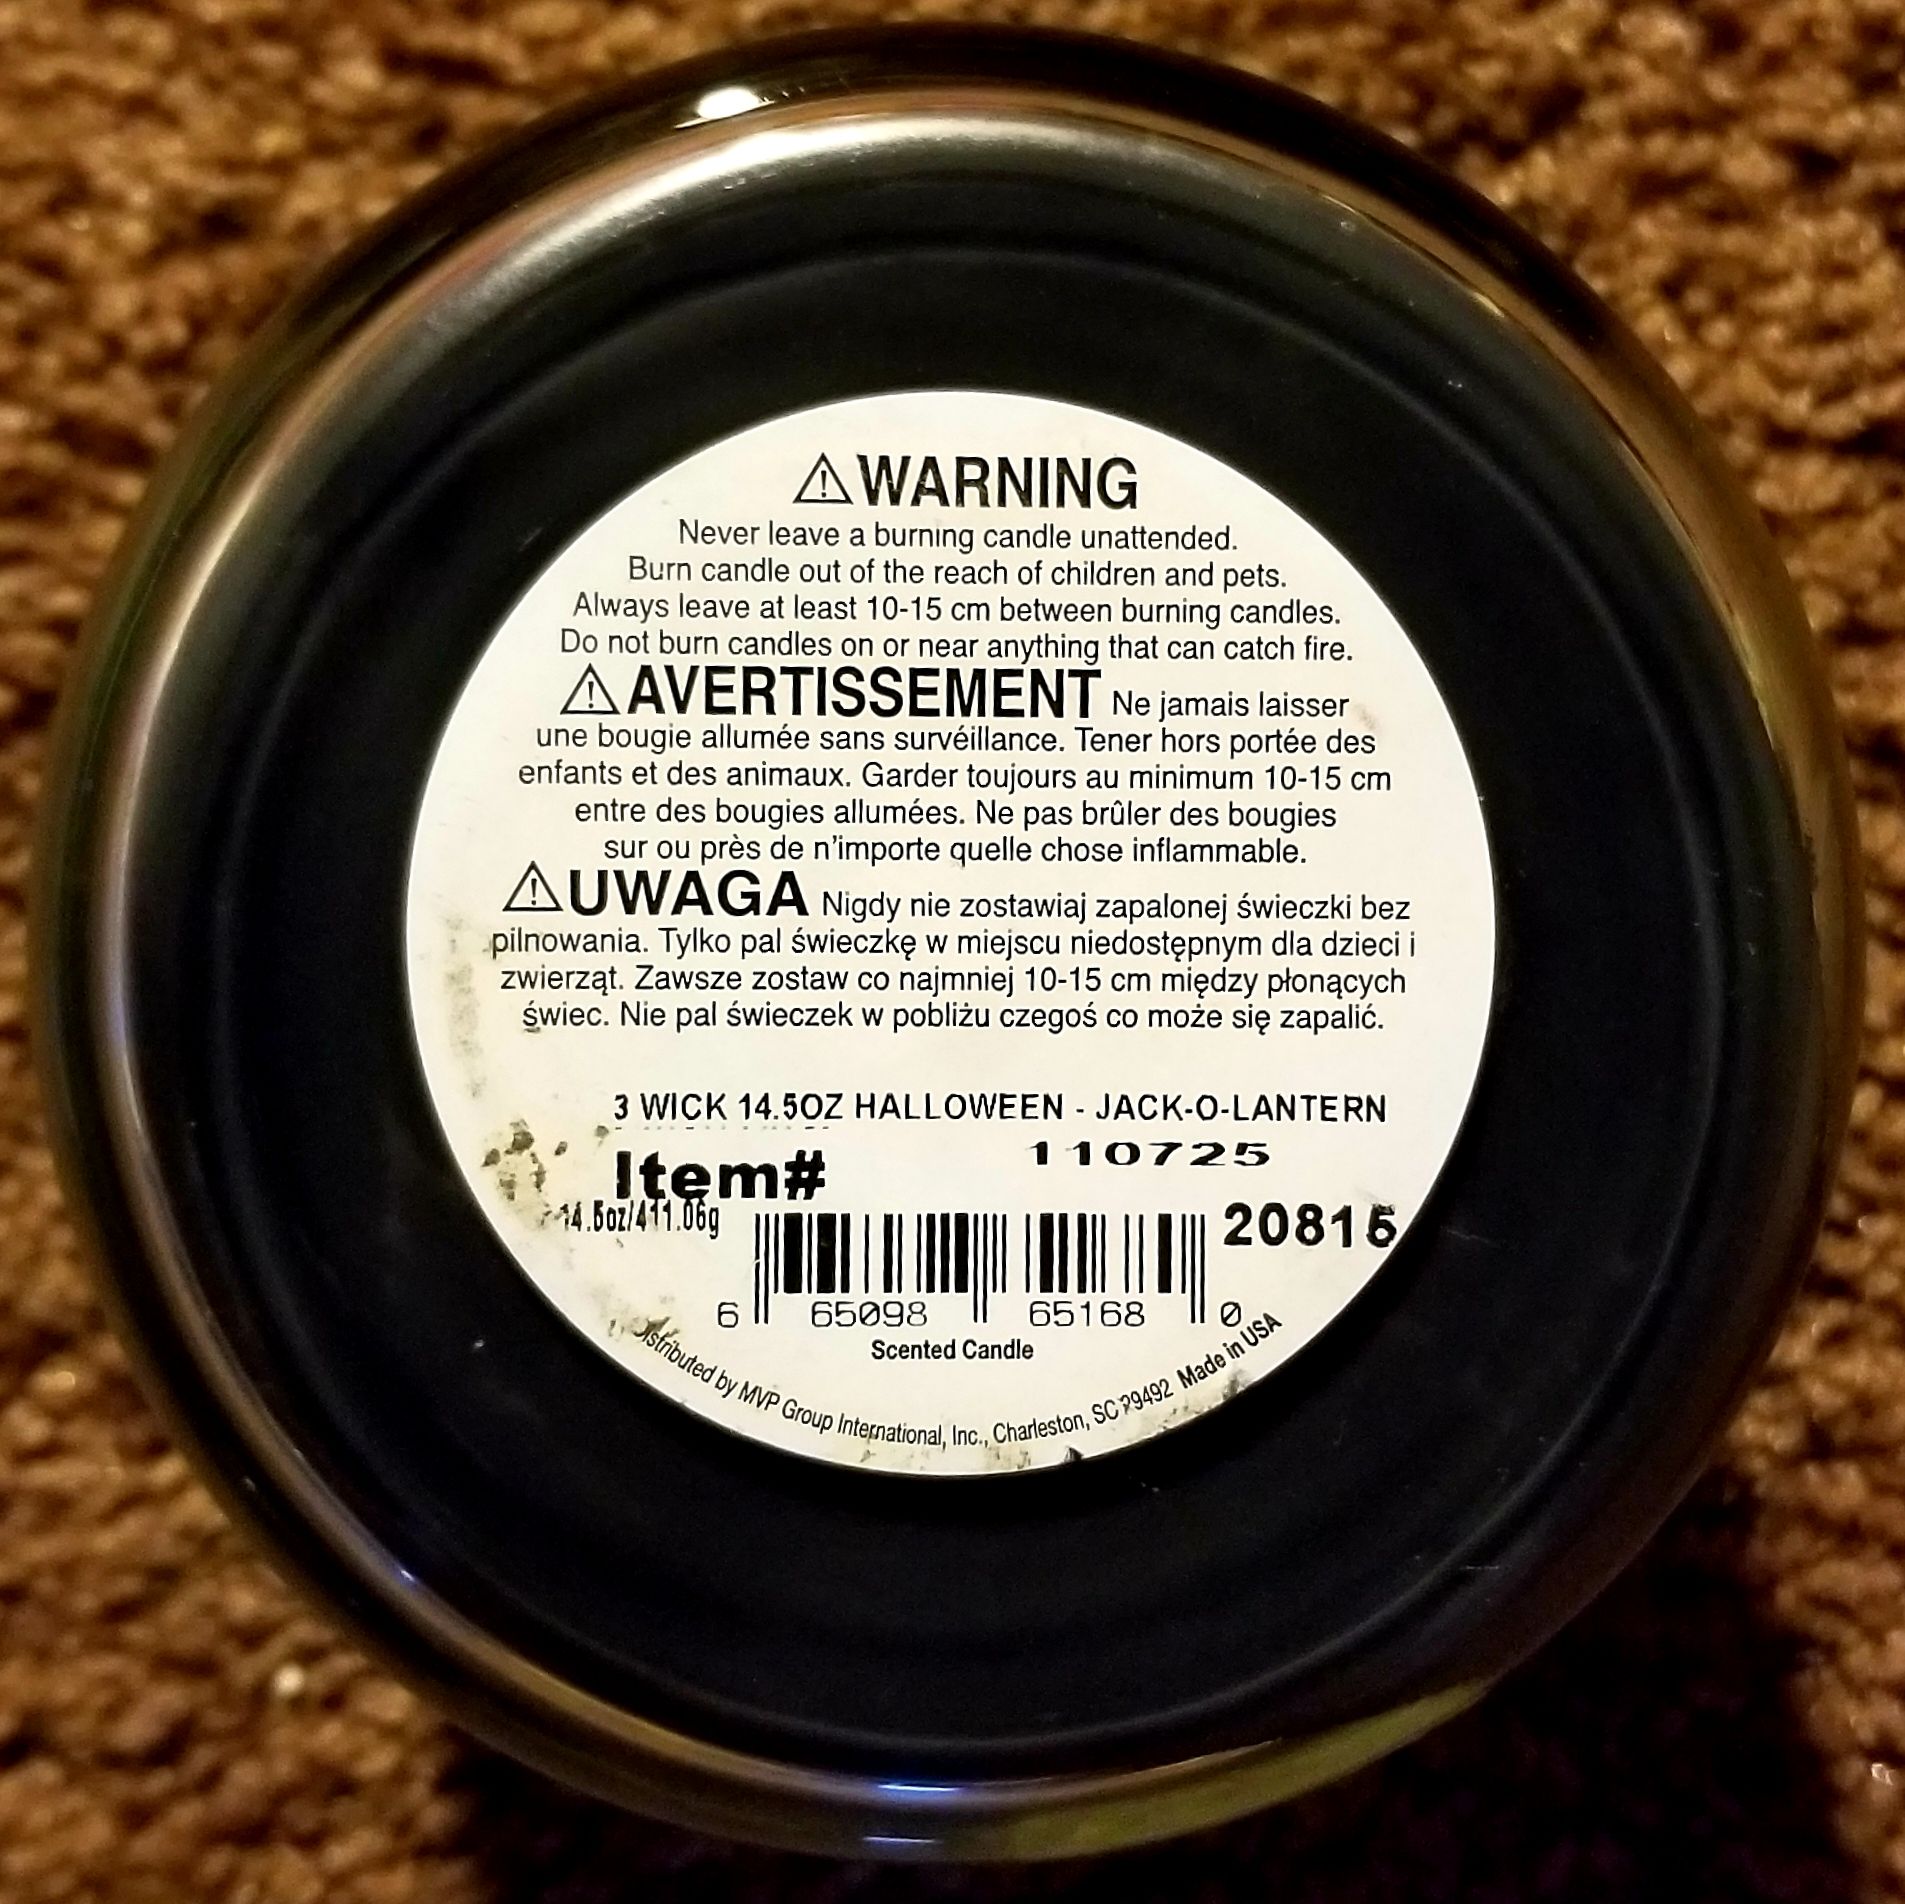 ⚠WARNING
Never leave a burning candle unattended.
Burn candle out of the reach of children and pets.
Always leave at least 10-15 cm between burning candles.
Do not burn candles on or near anything that can catch fire.
⚠AVERTISSEMENT Ne jamais laisser
une bougie allumée sans survéillance. Tener hors portée des
enfants et des animaux. Garder toujours au minimum 10-15 cm
entre des bougies allumées. Ne pas brûler des bougies
sur ou près de n'importe quelle chose inflammable.
⚠UWAGA Nigdy nie zostawiaj zapalonej świeczki bez
pilnowania. Tylko pal świeczkę w miejscu niedostępnym dla dzieci i
zwierząt. Zawsze zostaw co najmniej 10-15 cm między płonących
świec. Nie pal świeczek w pobliżu czegoś co może się zapalić.
3 WICK 14.5OZ HALLOWEEN - JACK-O-LANTERN
110725
Item#
14.5oz/411.06g
20815
6 65098 65168 0
Scented Candle
Distributed by MVP Group International, Inc., Charleston, SC 29492 Made in USA